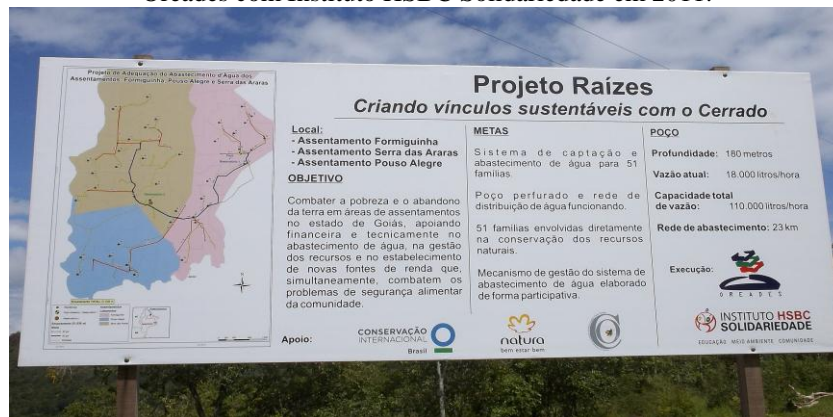 Oreades com Instituto HSBC Solidariedade em 2011.
Projeto de Adequação do Abastecimento D'água dos
Assentamentos: Formiguinha, Pouso Alegre e Serra das Araras
Projeto Raízes
Criando vínculos sustentáveis com o Cerrado
Local:
- Assentamento Formiguinha
- Assentamento Serra das Araras
- Assentamento Pouso Alegre
OBJETIVO
Combater a pobreza e o abandono
da terra em áreas de assentamentos
no estado de Goiás, apoiando
financeira e tecnicamente no
abastecimento de água, na gestão
dos recursos e no estabelecimento
de novas fontes de renda que,
simultaneamente, combatem os
problemas de segurança alimentar
da comunidade.
METAS
Sistema de captação e
abastecimento de água para 51
famílias.
Poço perfurado e rede de
distribuição de água funcionando.
51 famílias envolvidas diretamente
na conservação dos recursos
naturais.
Mecanismo de gestão do sistema de
abastecimento de água elaborado
de forma participativa.
POÇO
Profundidade: 180 metros
Vazão atual: 18.000 litros/hora
Capacidade total
de vazão: 110.000 litros/hora
Rede de abastecimento: 23 km
Execução:
OREADES
Apoio:
CONSERVAÇÃO
INTERNACIONAL
Brasil
natura
bem estar bem
INSTITUTO HSBC
SOLIDARIEDADE
EDUCAÇÃO MEIO AMBIENTE COMUNIDADE